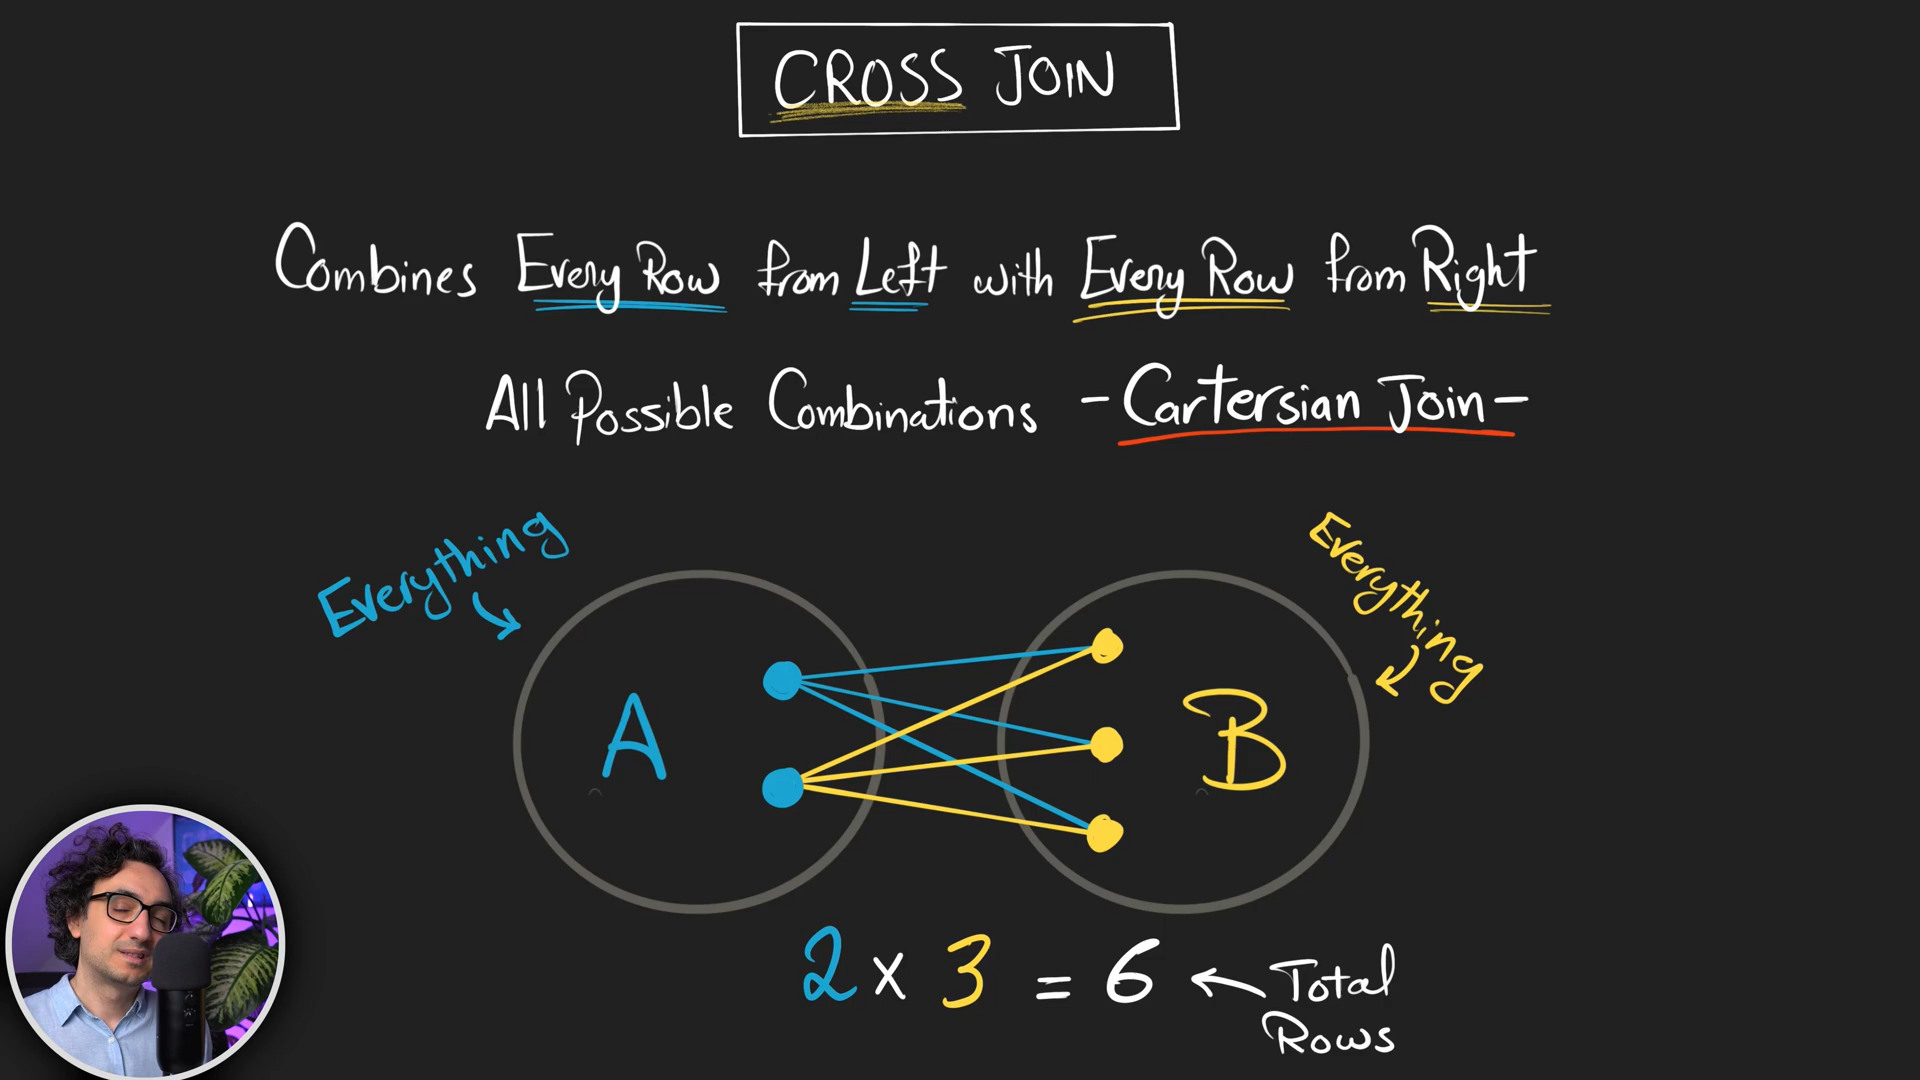 CROSS JOIN
Combines Every Row from Left with Every Row from Right
All Possible Combinations - Cartersian Join -
Everything
Everything
A
B
2 x 3 = 6 ← Total
Rows